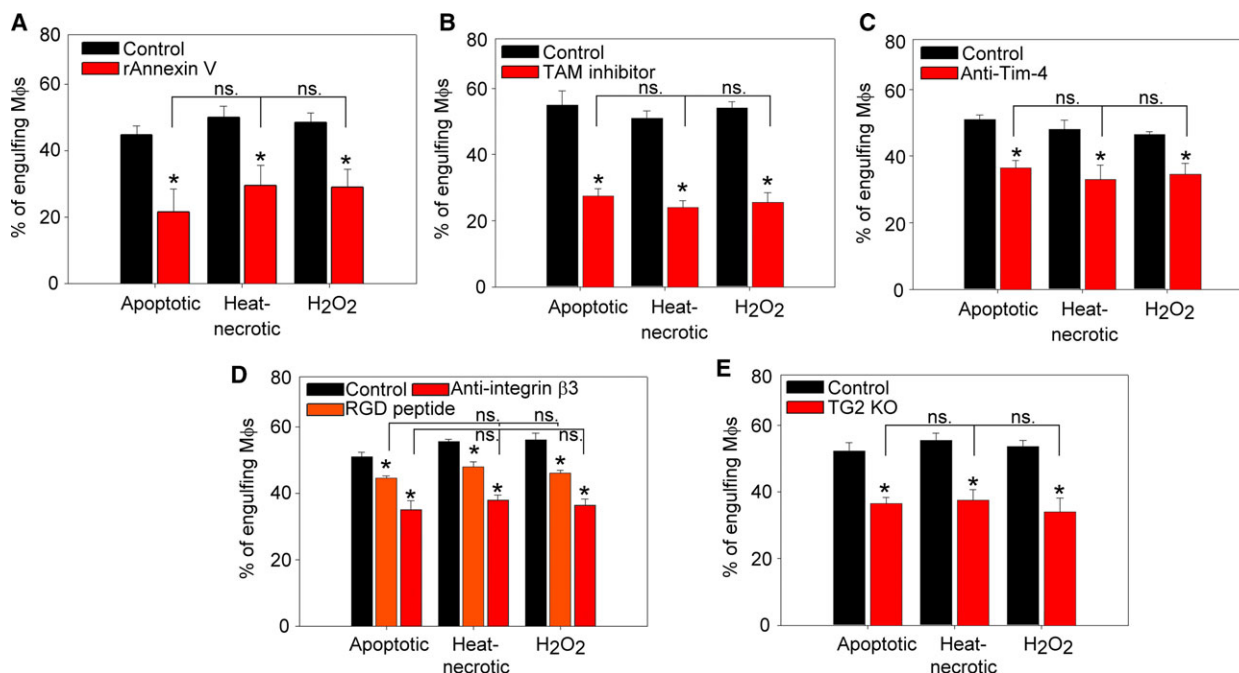 A
% of engulfing Mϕs
80
60
40
20
0
Control
rAnnexin V
ns.
ns.
*
*
*
Apoptotic
Heat-
necrotic
H2O2
B
% of engulfing Mϕs
80
60
40
20
0
Control
TAM inhibitor
ns.
ns.
*
*
*
Apoptotic
Heat-
necrotic
H2O2
C
% of engulfing Mϕs
80
60
40
20
0
Control
Anti-Tim-4
ns.
ns.
*
*
*
Apoptotic
Heat-
necrotic
H2O2
D
% of engulfing Mϕs
80
60
40
20
0
Control
Anti-integrin β3
RGD peptide
ns.
ns.
ns.
ns.
*
*
*
*
*
*
Apoptotic
Heat-
necrotic
H2O2
E
% of engulfing Mϕs
80
60
40
20
0
Control
TG2 KO
ns.
ns.
*
*
*
Apoptotic
Heat-
necrotic
H2O2